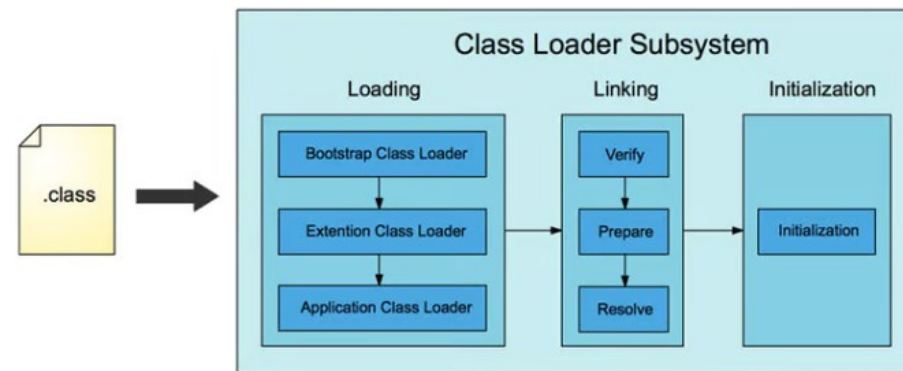 Class Loader Subsystem
Loading
Linking
Initialization
.class
Bootstrap Class Loader
Extention Class Loader
Application Class Loader
Verify
Prepare
Resolve
Initialization